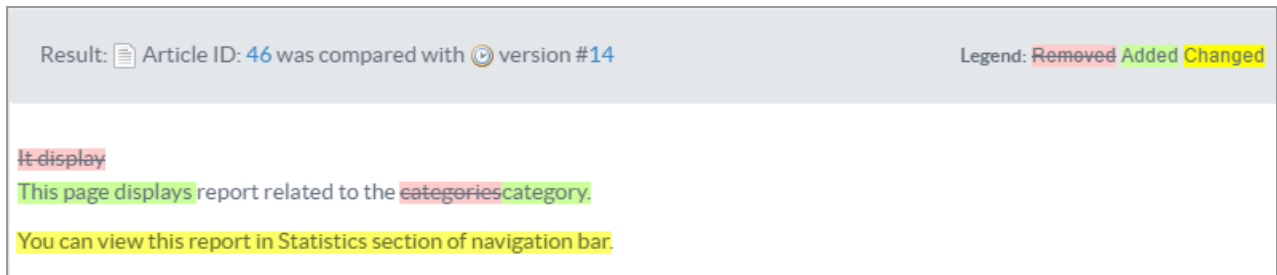 Result: Article ID: 46 was compared with version #14
Legend: Removed Added Changed
It display
This page displays report related to the categoriescategory.
You can view this report in Statistics section of navigation bar.